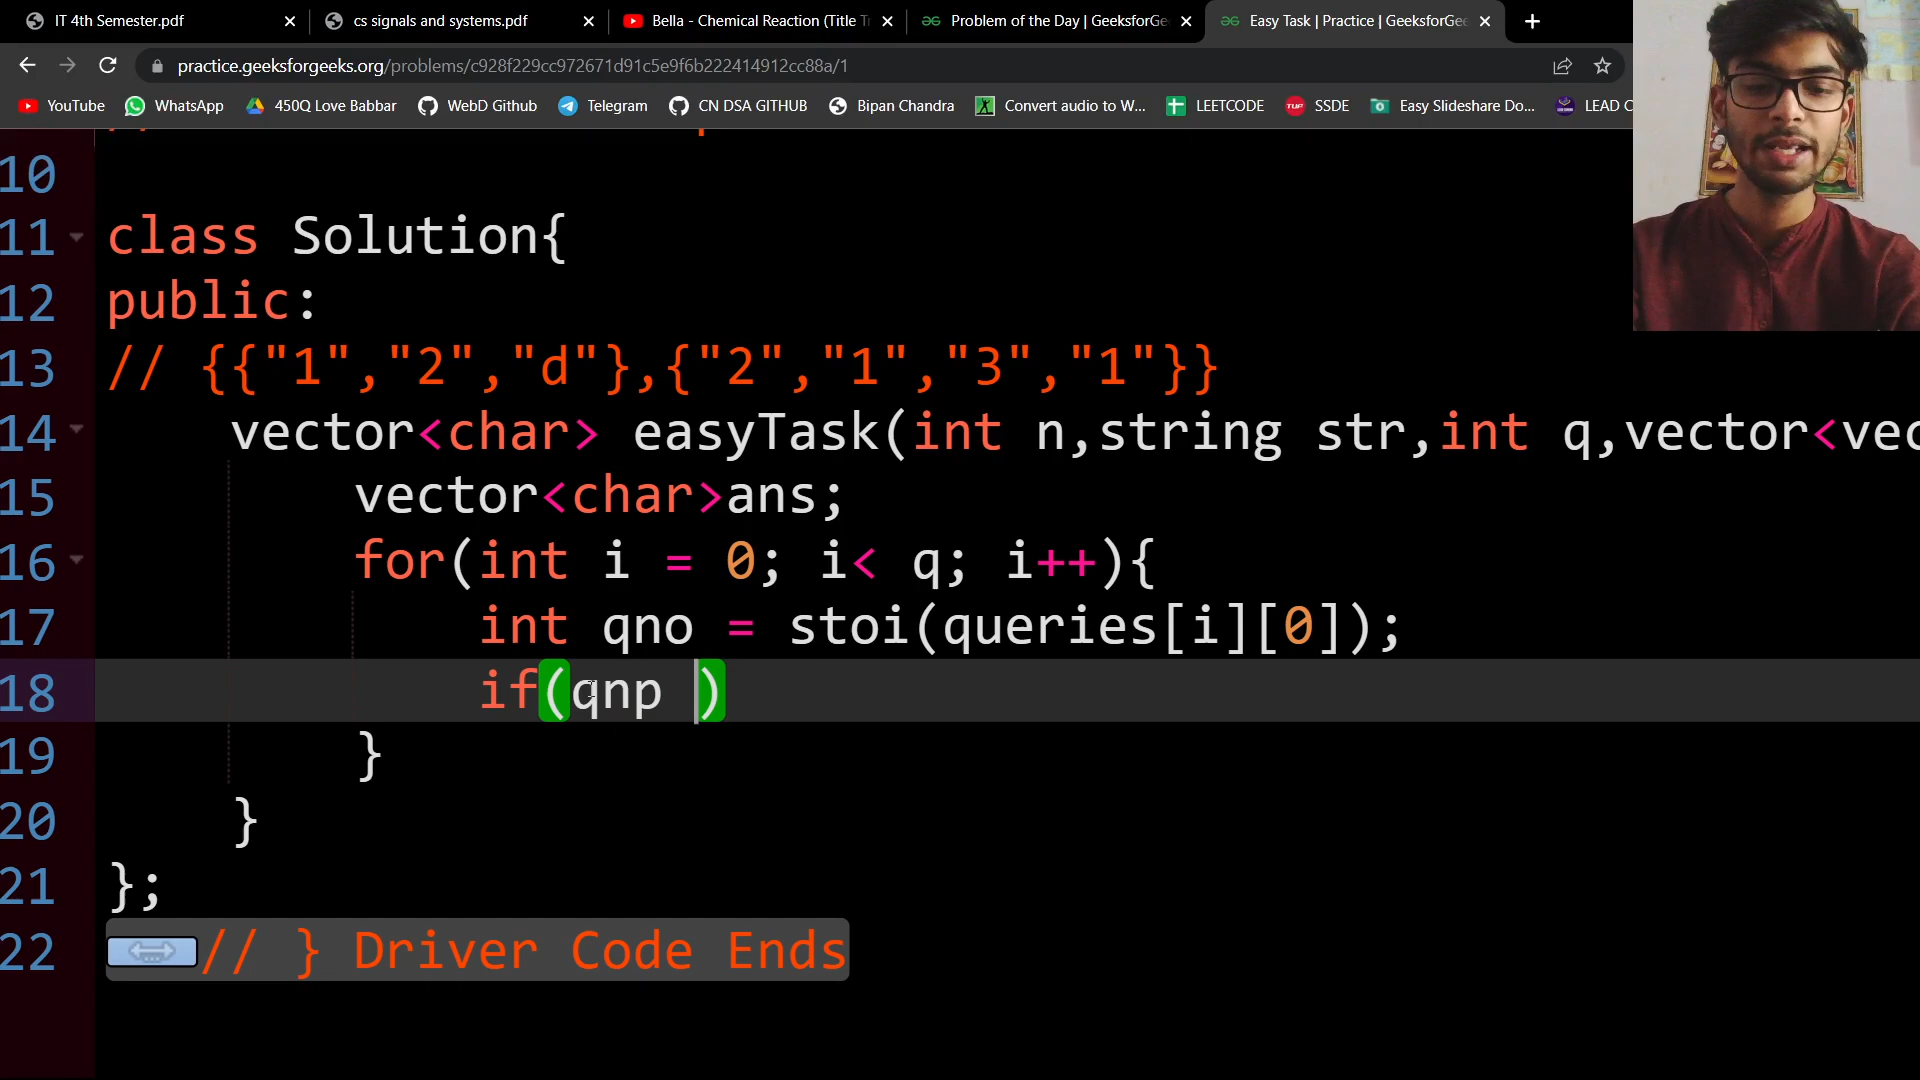 IT 4th Semester.pdf
cs signals and systems.pdf
Bella - Chemical Reaction (Title Tr
Problem of the Day | GeeksforGe
Easy Task | Practice | GeeksforGee
practice.geeksforgeeks.org/problems/c928f229cc972671d91c5e9f6b222414912cc88a/1
YouTube
WhatsApp
450Q Love Babbar
WebD Github
Telegram
CN DSA GITHUB
Bipan Chandra
Convert audio to W...
LEETCODE
SSDE
Easy Slideshare Do...
LEAD C
10
11 class Solution{
12 public:
13 // {{"1","2","d"},{"2","1","3","1"}}
14 vector<char> easyTask(int n,string str,int q,vector<vec
15 vector<char>ans;
16 for(int i = 0; i< q; i++){
17 int qno = stoi(queries[i][0]);
18 if(qnp )
19 }
20 }
21 };
22 // } Driver Code Ends